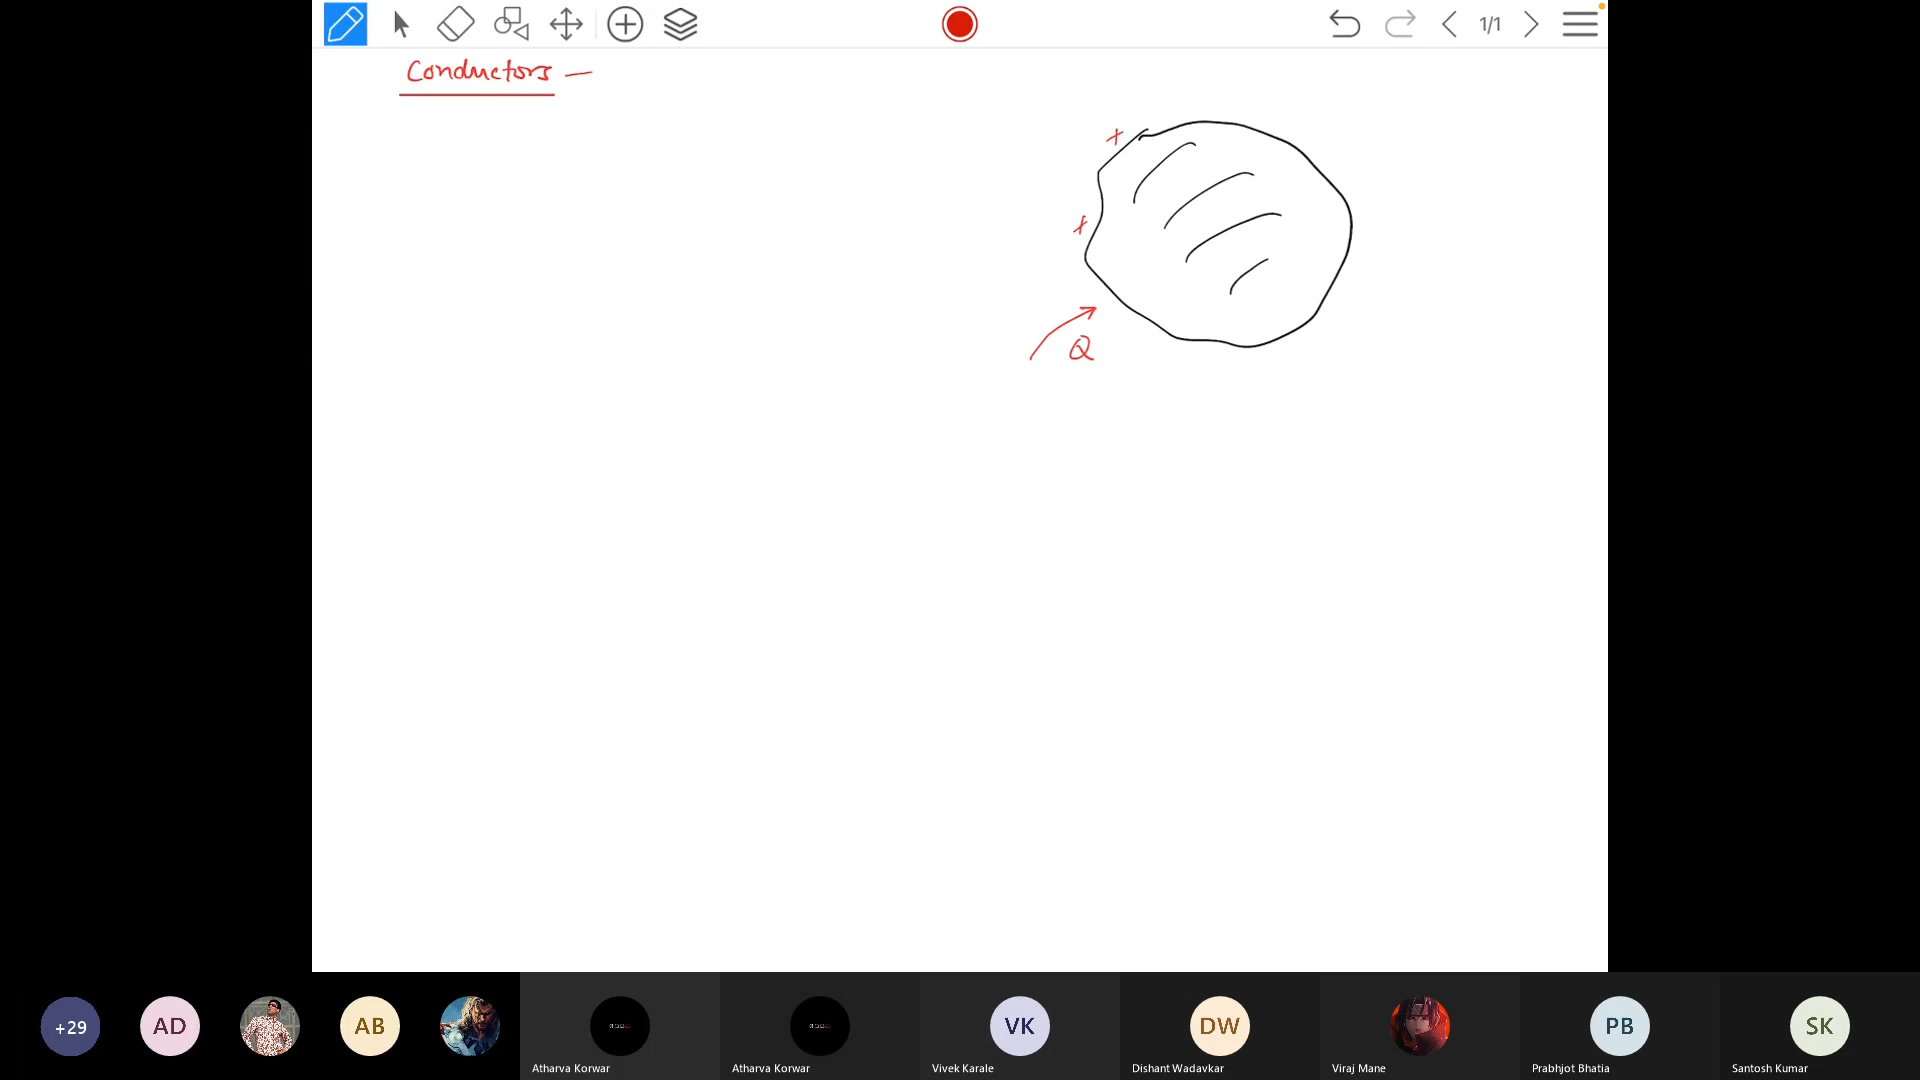 1/1
Conductors —
+
+
Q
+29
AD
AB
VK
DW
PB
SK
Atharva Korwar
Atharva Korwar
Vivek Karale
Dishant Wadavkar
Viraj Mane
Prabhjot Bhatia
Santosh Kumar